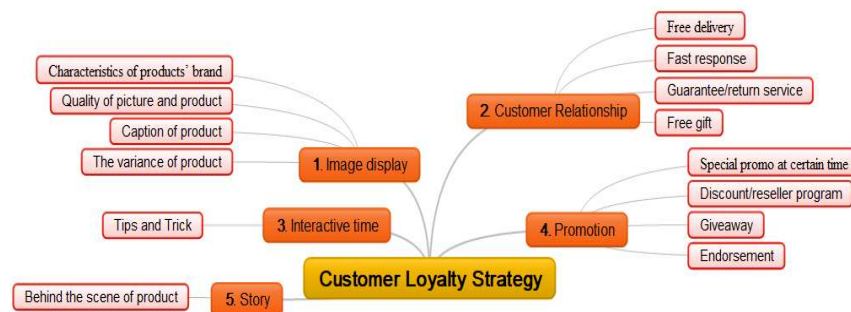 Characteristics of products' brand
Quality of picture and product
Caption of product
The variance of product
1. Image display
Free delivery
Fast response
Guarantee/return service
Free gift
2. Customer Relationship
Tips and Trick
3. Interactive time
Special promo at certain time
Discount/reseller program
Giveaway
Endorsement
4. Promotion
Customer Loyalty Strategy
Behind the scene of product
5. Story